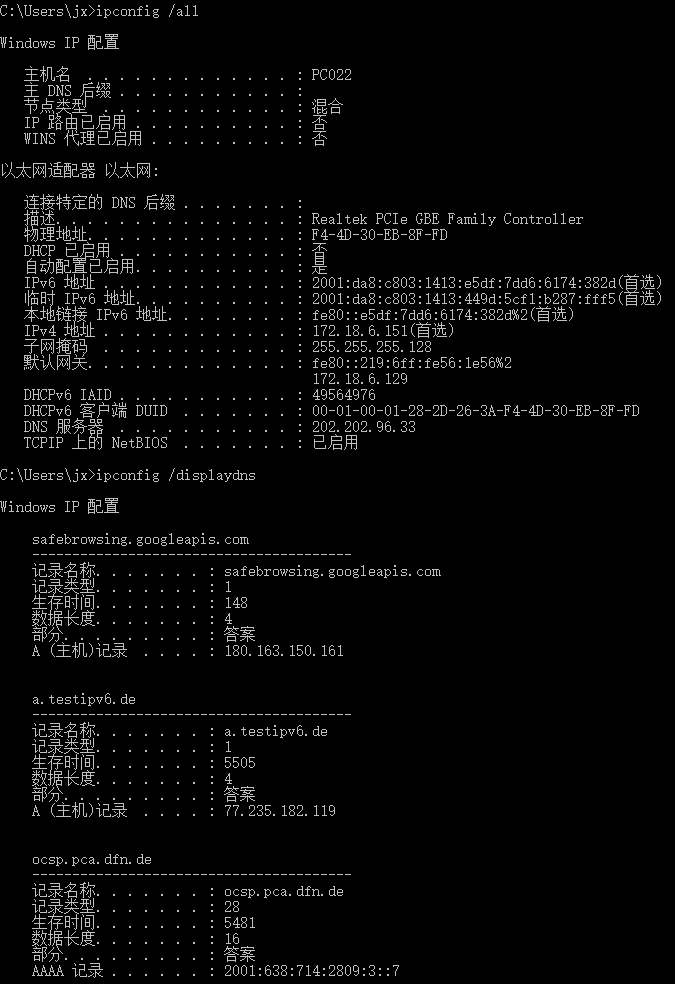 C:\Users\jx>ipconfig /all
Windows IP 配置
主机名 . . . . . . . . . . . . . : PC022
主 DNS 后缀 . . . . . . . . . . . :
节点类型 . . . . . . . . . . . . : 混合
IP 路由已启用 . . . . . . . . . . : 否
WINS 代理已启用 . . . . . . . . . : 否
以太网适配器 以太网:
连接特定的 DNS 后缀 . . . . . . . :
描述. . . . . . . . . . . . . . . : Realtek PCIe GBE Family Controller
物理地址. . . . . . . . . . . . . : F4-4D-30-EB-8F-FD
DHCP 已启用 . . . . . . . . . . . : 否
自动配置已启用. . . . . . . . . . : 是
IPv6 地址 . . . . . . . . . . . . : 2001:da8:c803:1413:e5df:7dd6:6174:382d(首选)
临时 IPv6 地址. . . . . . . . . . : 2001:da8:c803:1413:449d:5cf1:b287:fff5(首选)
本地链接 IPv6 地址. . . . . . . . : fe80::e5df:7dd6:6174:382d%2(首选)
IPv4 地址 . . . . . . . . . . . . : 172.18.6.151(首选)
子网掩码 . . . . . . . . . . . . : 255.255.255.128
默认网关. . . . . . . . . . . . . : fe80::219:6ff:fe56:1e56%2
172.18.6.129
DHCPv6 IAID . . . . . . . . . . . : 49564976
DHCPv6 客户端 DUID . . . . . . . : 00-01-00-01-28-2D-26-3A-F4-4D-30-EB-8F-FD
DNS 服务器 . . . . . . . . . . . : 202.202.96.33
TCPIP 上的 NetBIOS . . . . . . . : 已启用
C:\Users\jx>ipconfig /displaydns
Windows IP 配置
safebrowsing.googleapis.com
----------------------------------------
记录名称. . . . . . . : safebrowsing.googleapis.com
记录类型. . . . . . . : 1
生存时间. . . . . . . : 148
数据长度. . . . . . . : 4
部分. . . . . . . . . : 答案
A (主机)记录 . . . . : 180.163.150.161
a.testipv6.de
----------------------------------------
记录名称. . . . . . . : a.testipv6.de
记录类型. . . . . . . : 1
生存时间. . . . . . . : 5505
数据长度. . . . . . . : 4
部分. . . . . . . . . : 答案
A (主机)记录 . . . . : 77.235.182.119
ocsp.pca.dfn.de
----------------------------------------
记录名称. . . . . . . : ocsp.pca.dfn.de
记录类型. . . . . . . : 28
生存时间. . . . . . . : 5481
数据长度. . . . . . . : 16
部分. . . . . . . . . : 答案
AAAA 记录 . . . . . . : 2001:638:714:2809:3::7